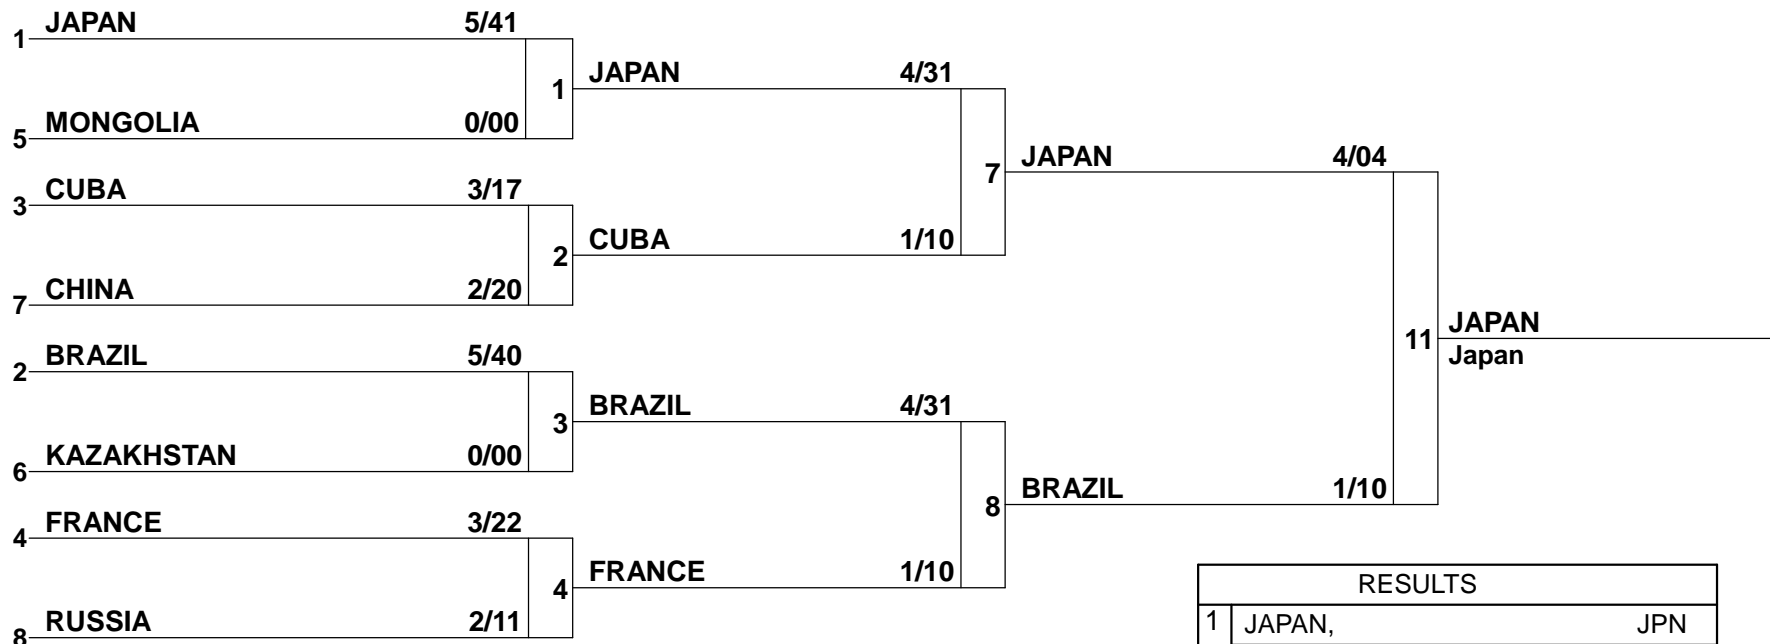 1 JAPAN 5/41
5 MONGOLIA 0/00
1 JAPAN 4/31
3 CUBA 3/17
7 CHINA 2/20
2 CUBA 1/10
7 JAPAN 4/04
2 BRAZIL 5/40
6 KAZAKHSTAN 0/00
3 BRAZIL 4/31
4 FRANCE 3/22
8 RUSSIA 2/11
4 FRANCE 1/10
8 BRAZIL 1/10
11 JAPAN
Japan
RESULTS
1 JAPAN, JPN